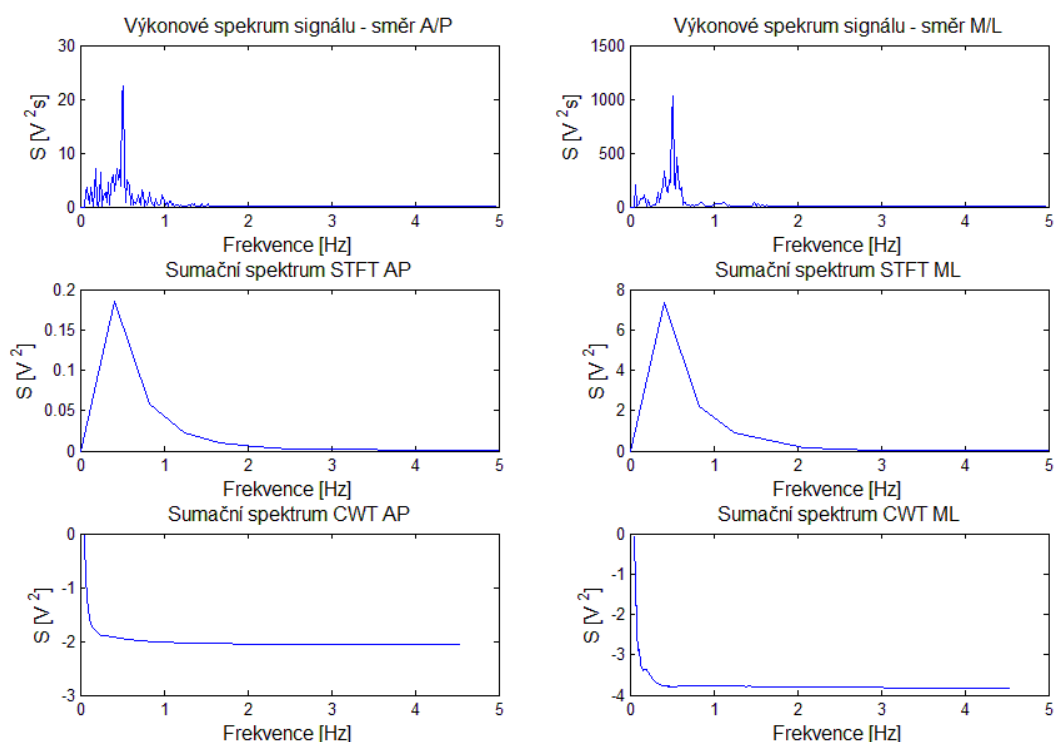 Výkonové spekrum signálu - směr A/P
30
20
10
0
S [V ²s]
0 1 2 3 4 5
Frekvence [Hz]
Výkonové spekrum signálu - směr M/L
1500
1000
500
0
S [V ²s]
0 1 2 3 4 5
Frekvence [Hz]
Sumační spektrum STFT AP
0.2
0.15
0.1
0.05
0
S [V ²]
0 1 2 3 4 5
Frekvence [Hz]
Sumační spektrum STFT ML
8
6
4
2
0
S [V ²]
0 1 2 3 4 5
Frekvence [Hz]
Sumační spektrum CWT AP
0
-1
-2
-3
S [V ²]
0 1 2 3 4 5
Frekvence [Hz]
Sumační spektrum CWT ML
0
-1
-2
-3
-4
S [V ²]
0 1 2 3 4 5
Frekvence [Hz]